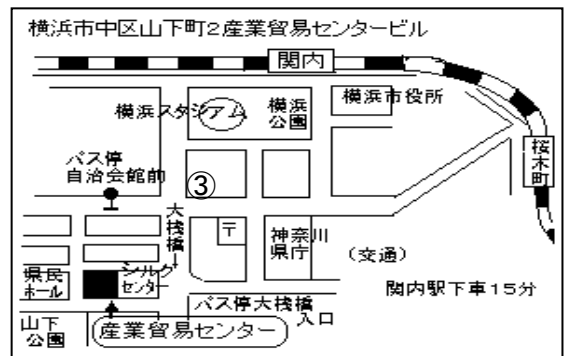 横浜市中区山下町2産業貿易センタービル
関内
横浜スタジアム
横浜
公園
横浜市役所
桜木町
バス停
自治会館前
③
大桟橋→
〒
神奈川
県庁
(交通)
県民
ホール
シルク
センター
関内駅下車15分
バス停大桟橋
入口
山下
公園
産業貿易センター